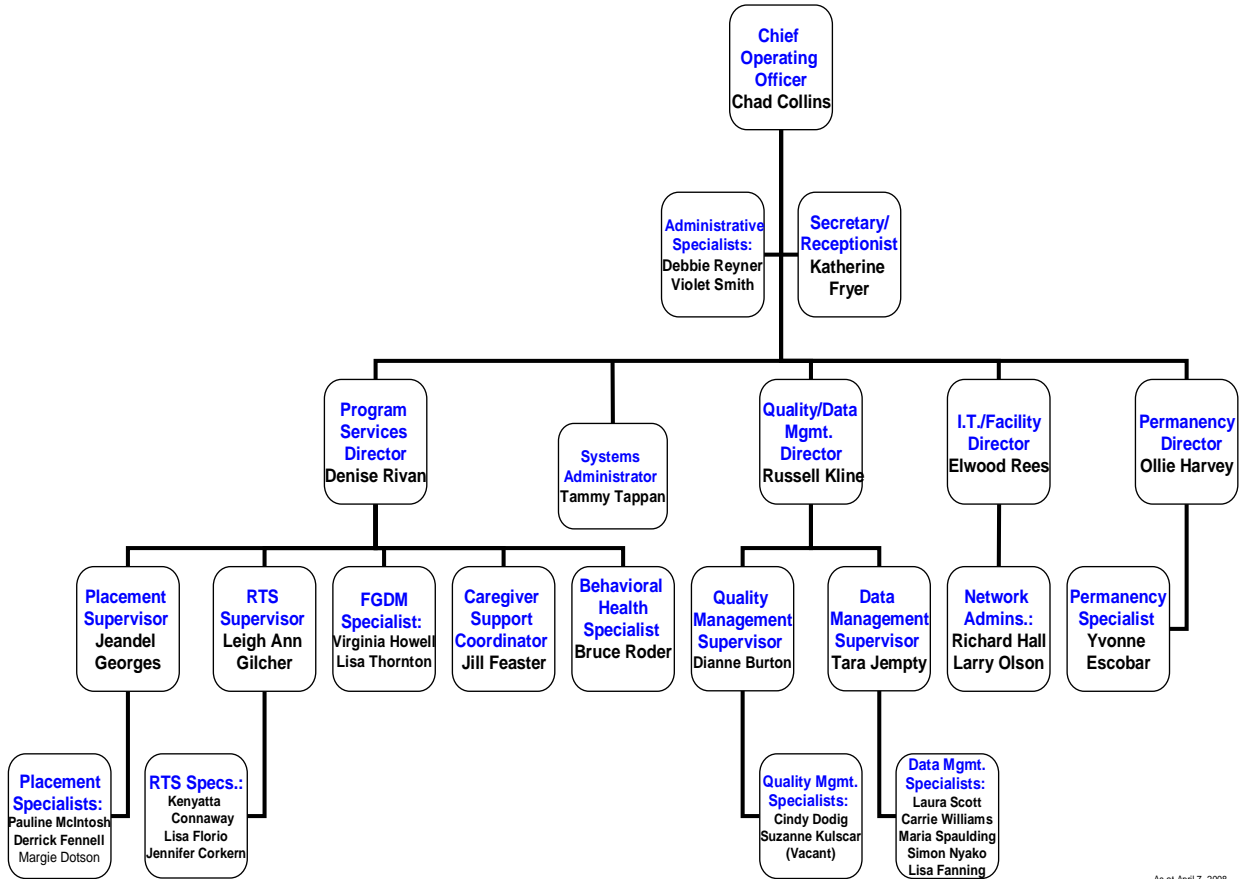 Chief
Operating
Officer
Chad Collins
Administrative
Specialists:
Debbie Reyner
Violet Smith
Secretary/
Receptionist
Katherine
Fryer
Program
Services
Director
Denise Rivan
Systems
Administrator
Tammy Tappan
Quality/Data
Mgmt.
Director
Russell Kline
I.T./Facility
Director
Elwood Rees
Permanency
Director
Ollie Harvey
Placement
Supervisor
Jeandel
Georges
RTS
Supervisor
Leigh Ann
Gilcher
FGDM
Specialist:
Virginia Howell
Lisa Thornton
Caregiver
Support
Coordinator
Jill Feaster
Behavioral
Health
Specialist
Bruce Roder
Quality
Management
Supervisor
Dianne Burton
Data
Management
Supervisor
Tara Jempty
Network
Admins.:
Richard Hall
Larry Olson
Permanency
Specialist
Yvonne
Escobar
Placement
Specialists:
Pauline McIntosh
Derrick Fennell
Margie Dotson
RTS Specs.:
Kenyatta
Connaway
Lisa Florio
Jennifer Corkern
Quality Mgmt.
Specialists:
Cindy Dodig
Suzanne Kulscar
(Vacant)
Data Mgmt.
Specialists:
Laura Scott
Carrie Williams
Maria Spaulding
Simon Nyako
Lisa Fanning
As at April 7, 2008